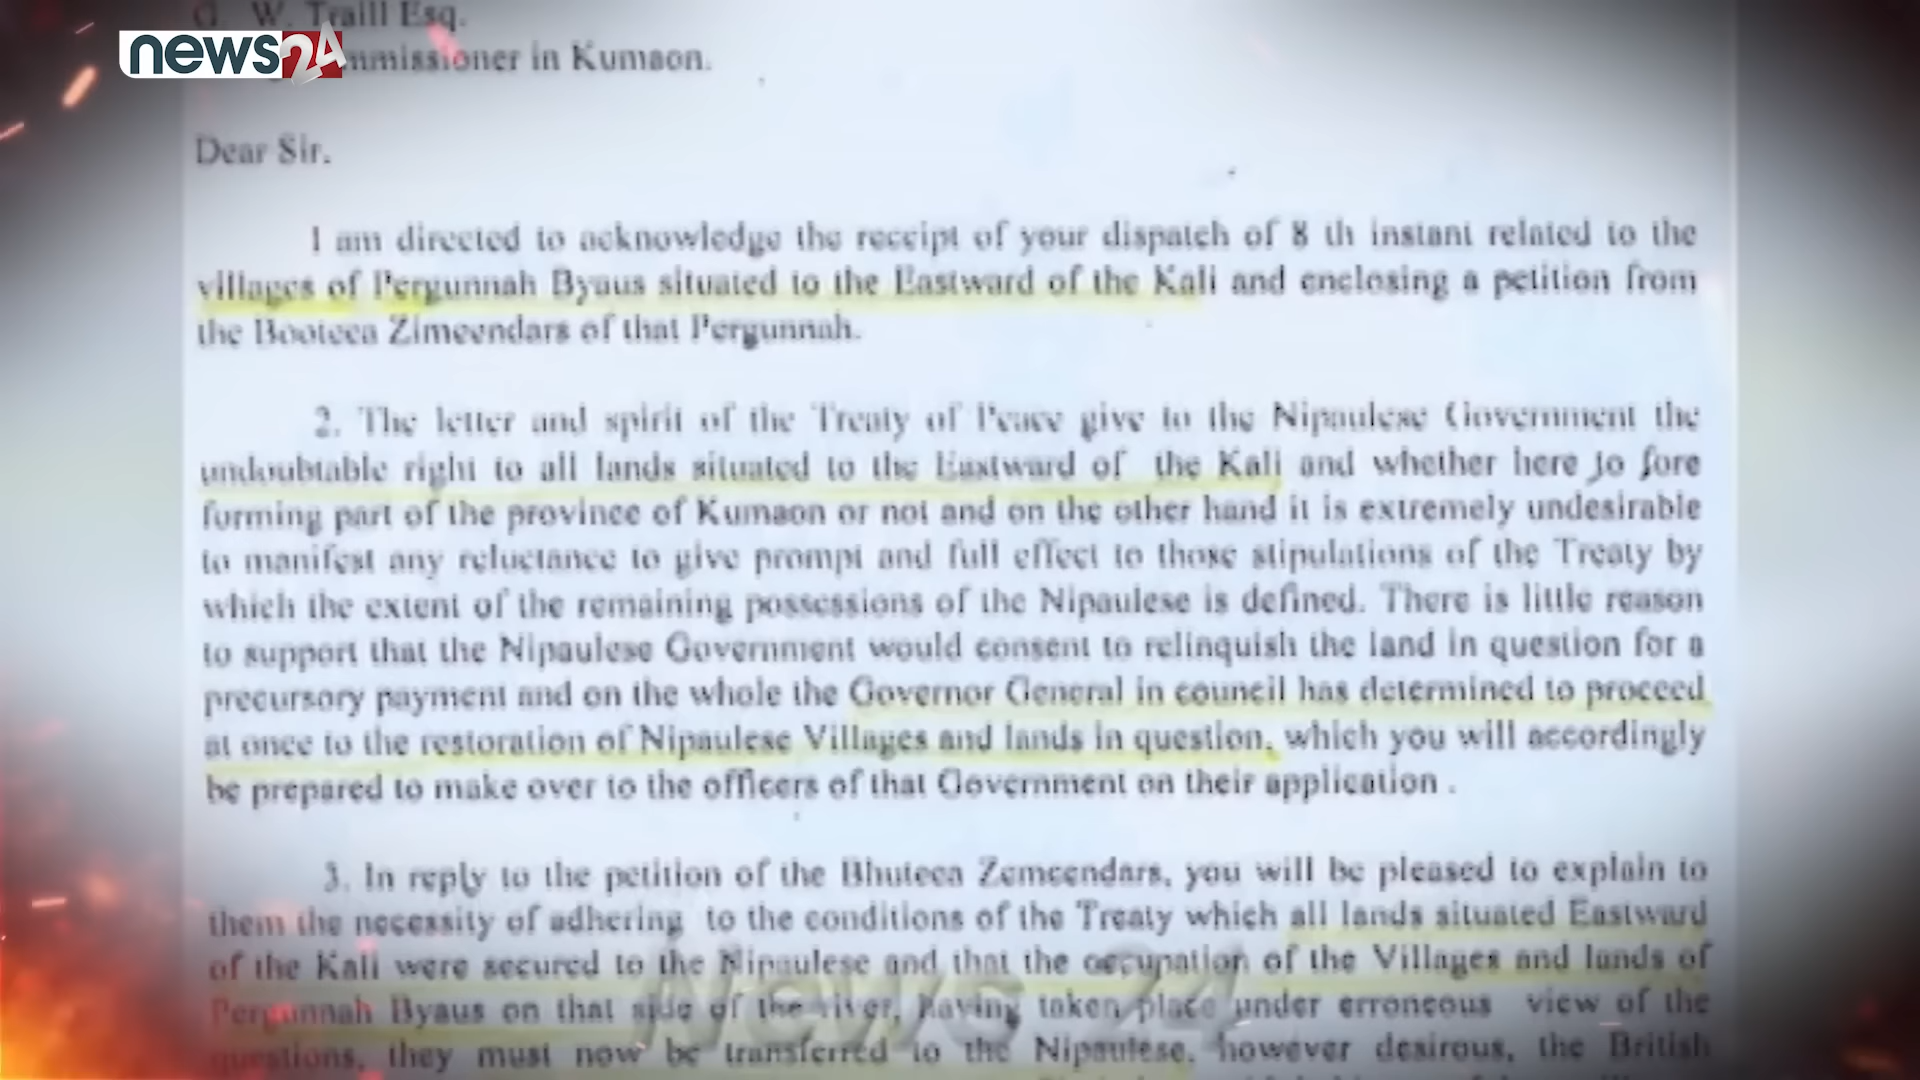 G. W. Traill Esq.
news24
mmissioner in Kumaon.
Dear Sir.
I am directed to acknowledge the receipt of your dispatch of 8 th instant related to the
villages of Pergunnah Byaus situated to the Eastward of the Kali and enclosing a petition from
the Booteea Zimeendars of that Pergunnah.
2. The letter and spirit of the Treaty of Peace give to the Nipaulese Government the
undoubtable right to all lands situated to the Eastward of the Kali and whether here to fore
forming part of the province of Kumaon or not and on the other hand it is extremely undesirable
to manifest any reluctance to give prompt and full effect to those stipulations of the Treaty by
which the extent of the remaining possessions of the Nipaulese is defined. There is little reason
to support that the Nipaulese Government would consent to relinquish the land in question for a
precursory payment and on the whole the Governor General in council has determined to proceed
at once to the restoration of Nipaulese Villages and lands in question, which you will accordingly
be prepared to make over to the officers of that Government on their application .
3. In reply to the petition of the Bhuteea Zemeendars, you will be pleased to explain to
them the necessity of adhering to the conditions of the Treaty which all lands situated Eastward
of the Kali were secured to the Nipaulese and that the occupation of the Villages and lands of
Pergunnah Byaus on that side of the river, having taken place under erroneous view of the
questions, they must now be transferred to the Nipaulese, however desirous, the British
News 24